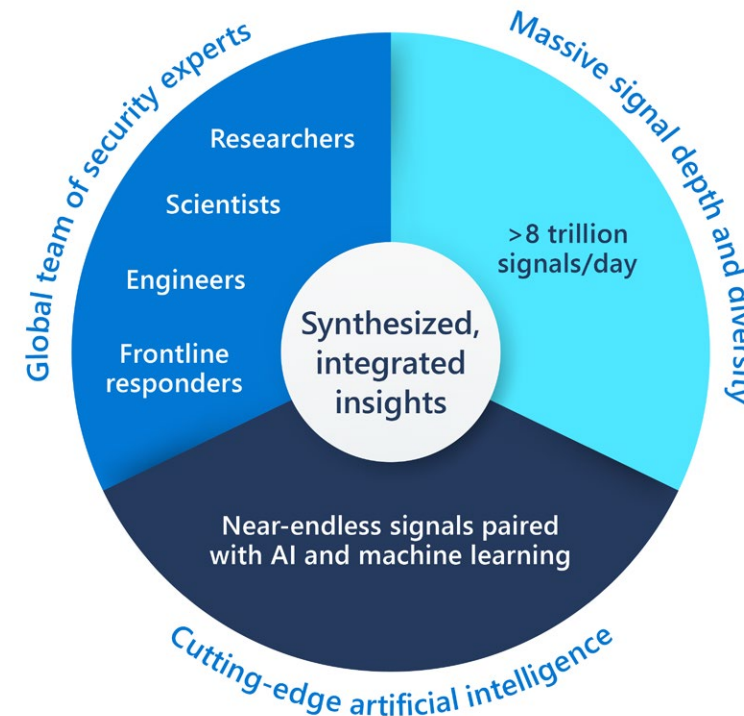 Global team of security experts
Massive signal depth and diversity
Researchers
Scientists
Engineers
Frontline
responders
>8 trillion
signals/day
Synthesized,
integrated
insights
Near-endless signals paired
with AI and machine learning
Cutting-edge artificial intelligence